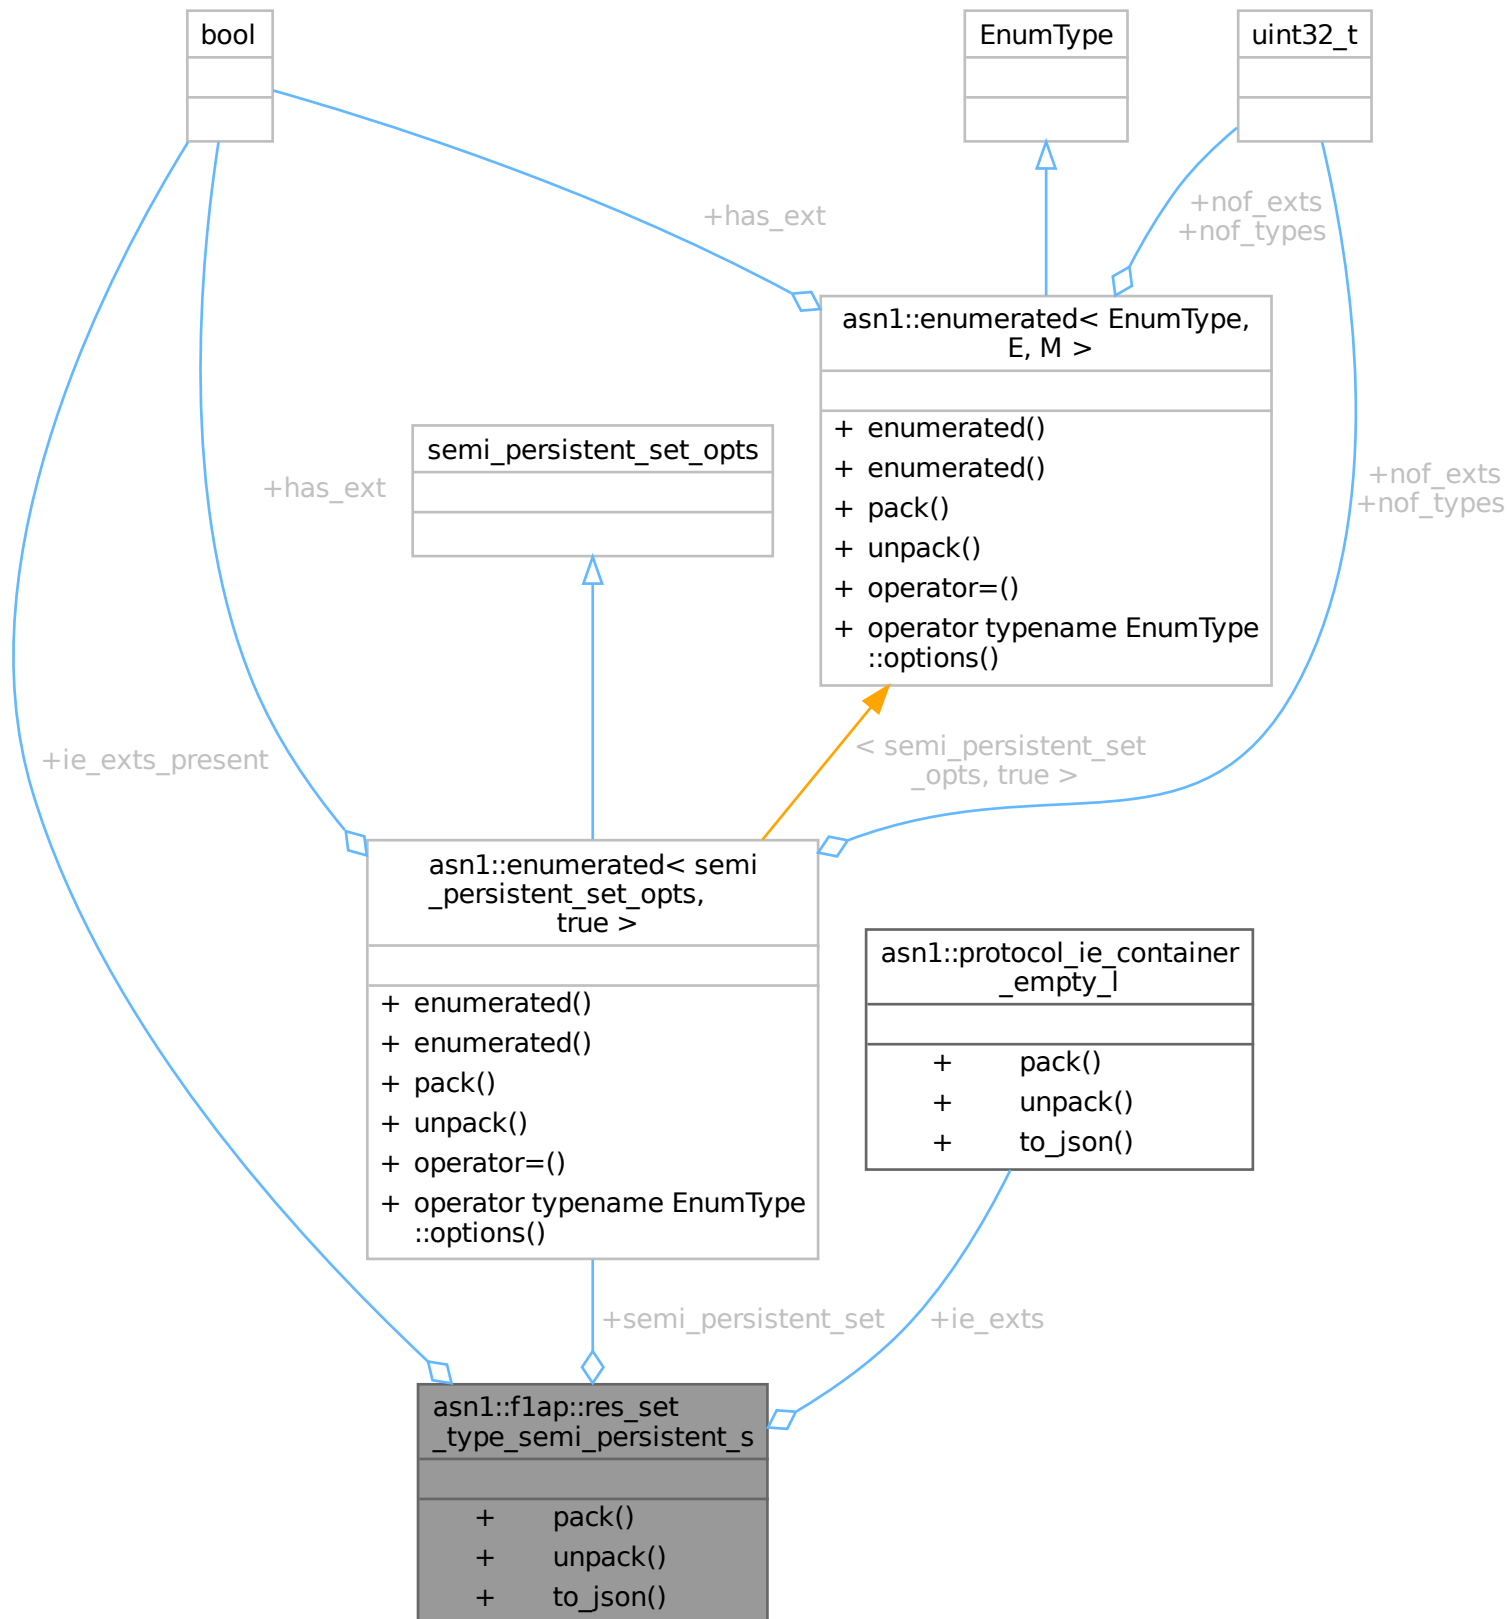 bool
EnumType
uint32_t
+has_ext
+nof_exts
+nof_types
asn1::enumerated< EnumType,
E, M >
+ enumerated()
+ enumerated()
+ pack()
+ unpack()
+ operator=()
+ operator typename EnumType
::options()
semi_persistent_set_opts
+has_ext
+nof_exts
+nof_types
+ie_exts_present
< semi_persistent_set
_opts, true >
asn1::enumerated< semi
_persistent_set_opts,
true >
+ enumerated()
+ enumerated()
+ pack()
+ unpack()
+ operator=()
+ operator typename EnumType
::options()
asn1::protocol_ie_container
_empty_l
+ pack()
+ unpack()
+ to_json()
+semi_persistent_set
+ie_exts
asn1::f1ap::res_set
_type_semi_persistent_s
+ pack()
+ unpack()
+ to_json()